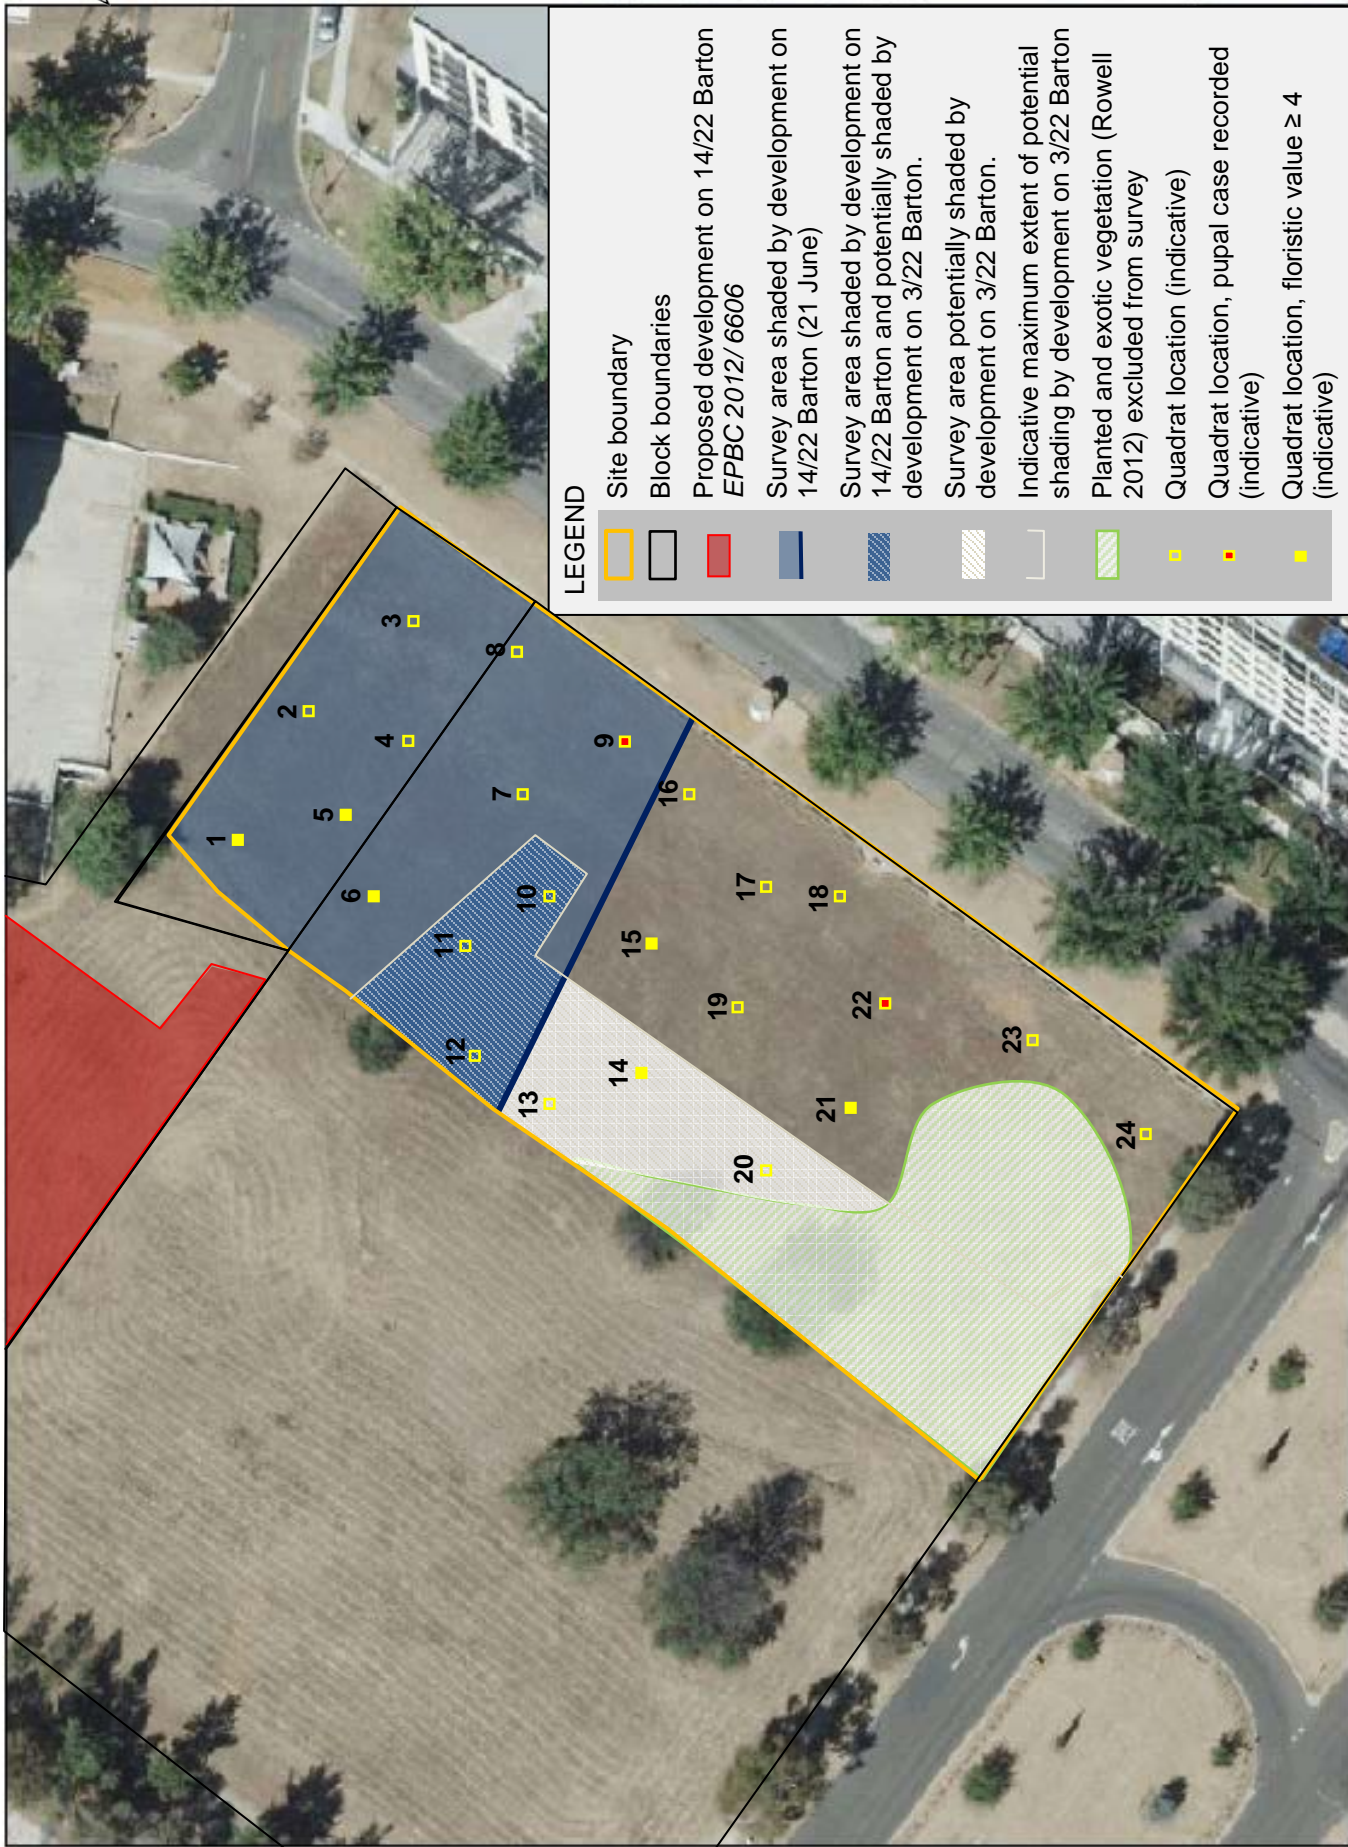 LEGEND
Site boundary
Block boundaries
Proposed development on 14/22 Barton
EPBC 2012/ 6606
Survey area shaded by development on
14/22 Barton (21 June)
Survey area shaded by development on
14/22 Barton and potentially shaded by
development on 3/22 Barton.
Survey area potentially shaded by
development on 3/22 Barton.
Indicative maximum extent of potential
shading by development on 3/22 Barton
Planted and exotic vegetation (Rowell
2012) excluded from survey
Quadrat location (indicative)
Quadrat location, pupal case recorded
(indicative)
Quadrat location, floristic value ≥ 4
(indicative)
1
2
3
4
5
6
7
8
9
10
11
12
13
14
15
16
17
18
19
20
21
22
23
24